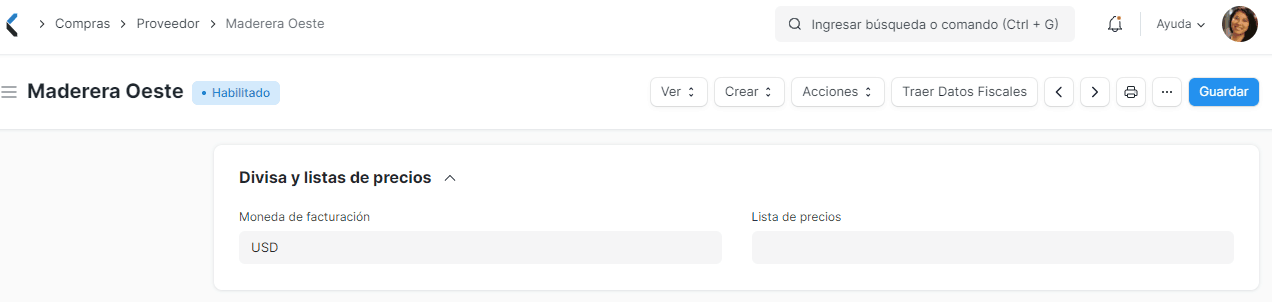 Compras Proveedor Maderera Oeste
Ingresar búsqueda o comando (Ctrl + G)
Ayuda
Maderera Oeste
Habilitado
Ver
Crear
Acciones
Traer Datos Fiscales
Guardar
Divisa y listas de precios
Moneda de facturación
USD
Lista de precios